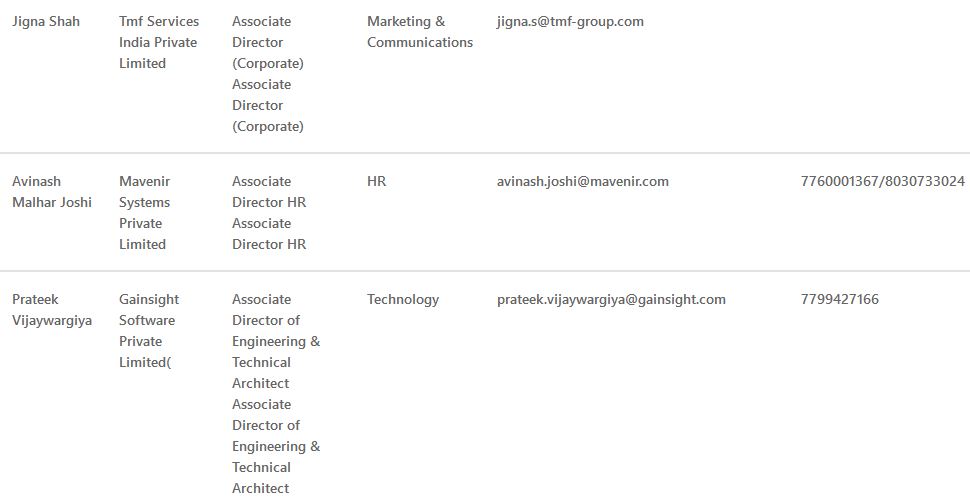 Jigna Shah
Tmf Services
India Private
Limited
Associate
Director
(Corporate)
Associate
Director
(Corporate)
Marketing &
Communications
jigna.s@tmf-group.com
Avinash
Malhar Joshi
Mavenir
Systems
Private
Limited
Associate
Director HR
Associate
Director HR
HR
avinash.joshi@mavenir.com
7760001367/8030733024
Prateek
Vijaywargiya
Gainsight
Software
Private
Limited(
Associate
Director of
Engineering &
Technical
Architect
Associate
Director of
Engineering &
Technical
Architect
Technology
prateek.vijaywargiya@gainsight.com
7799427166